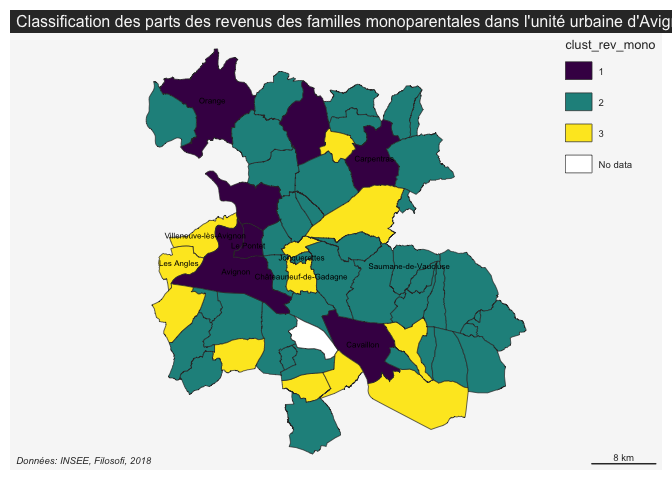 Classification des parts des revenus des familles monoparentales dans l'unité urbaine d'Avig
clust_rev_mono
1
2
3
No data
Orange
Carpentras
Villeneuve-lès-Avignon
Le Pontet
Les Angles
Avignon
Jonquerettes
Châteauneuf-de-Gadagne
Saumane-de-Vaucluse
Cavaillon
Données: INSEE, Filosofi, 2018
8 km